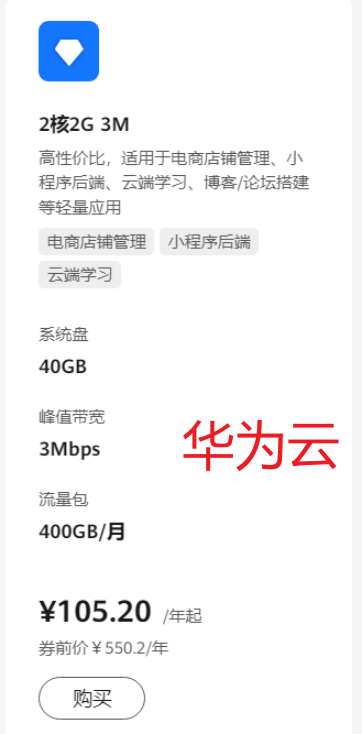 2核2G 3M
高性价比，适用于电商店铺管理、小
程序后端、云端学习、博客/论坛搭建
等轻量应用
电商店铺管理 小程序后端
云端学习
系统盘
40GB
峰值带宽
3Mbps
华为云
流量包
400GB/月
¥105.20 /年起
券前价￥550.2/年
购买